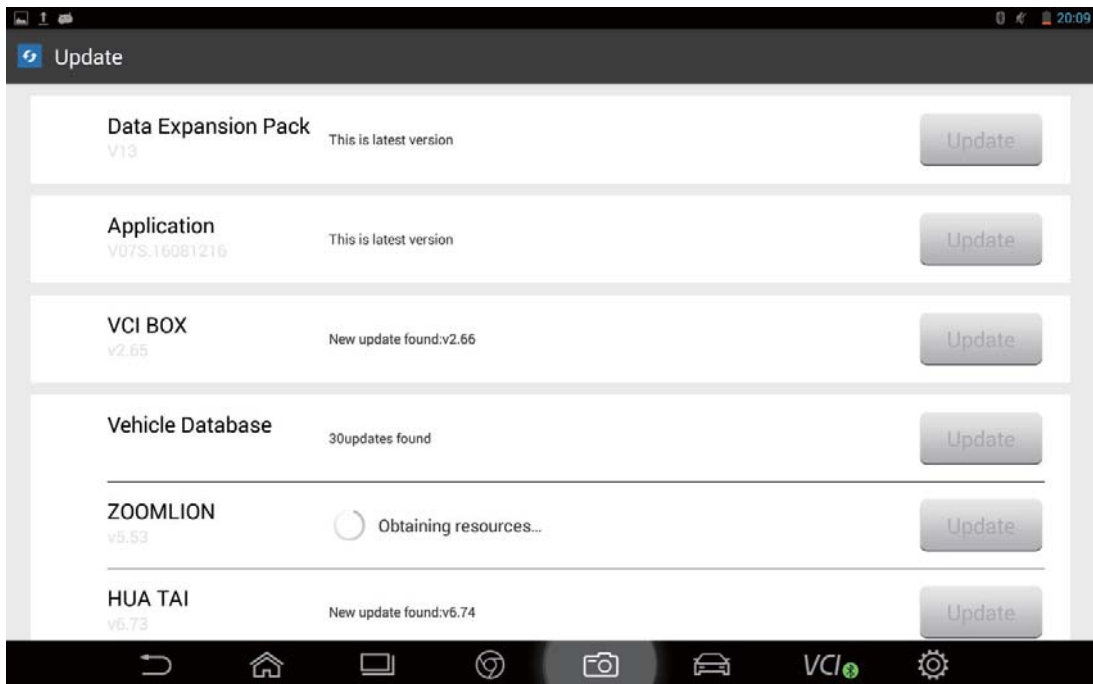 20:09
Update
Data Expansion Pack
V13
This is latest version
Update
Application
V07S.16081216
This is latest version
Update
VCI BOX
v2.65
New update found:v2.66
Update
Vehicle Database
30updates found
Update
ZOOMLION
v5.53
Obtaining resources...
Update
HUA TAI
v6.73
New update found:v6.74
Update
VCI